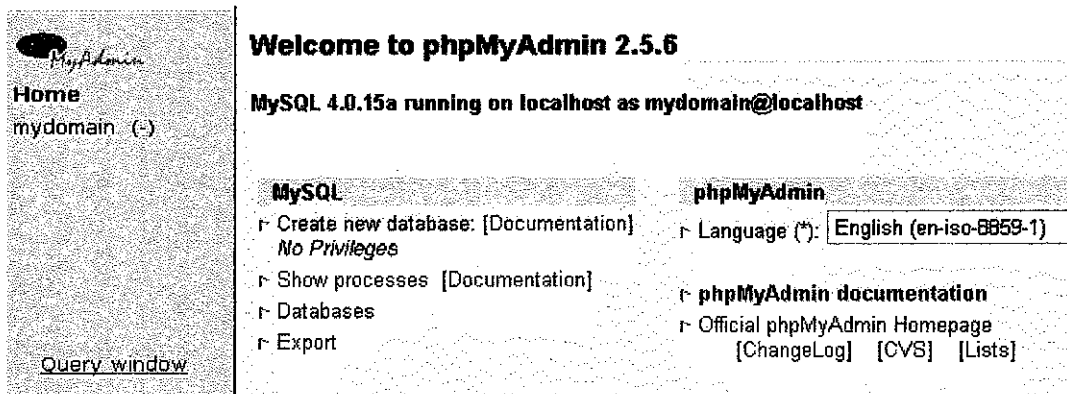 MyAdmin
Home
mydomain (-)
Query window
Welcome to phpMyAdmin 2.5.6
MySQL 4.0.15a running on localhost as mydomain@localhost
MySQL
Create new database: [Documentation]
No Privileges
Show processes [Documentation]
Databases
Export
phpMyAdmin
Language (*): English (en-iso-8859-1)
phpMyAdmin documentation
Official phpMyAdmin Homepage
[ChangeLog] [CVS] [Lists]